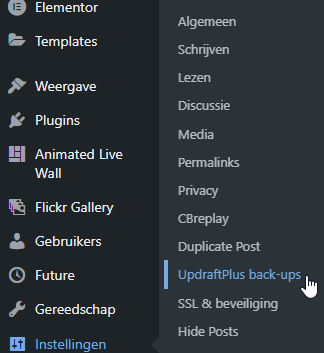 Elementor
Templates
Weergave
Plugins
Animated Live
Wall
Flickr Gallery
Gebruikers
Future
Gereedschap
Instellingen
Algemeen
Schrijven
Lezen
Discussie
Media
Permalinks
Privacy
CBreplay
Duplicate Post
UpdraftPlus back-ups
SSL & beveiliging
Hide Posts